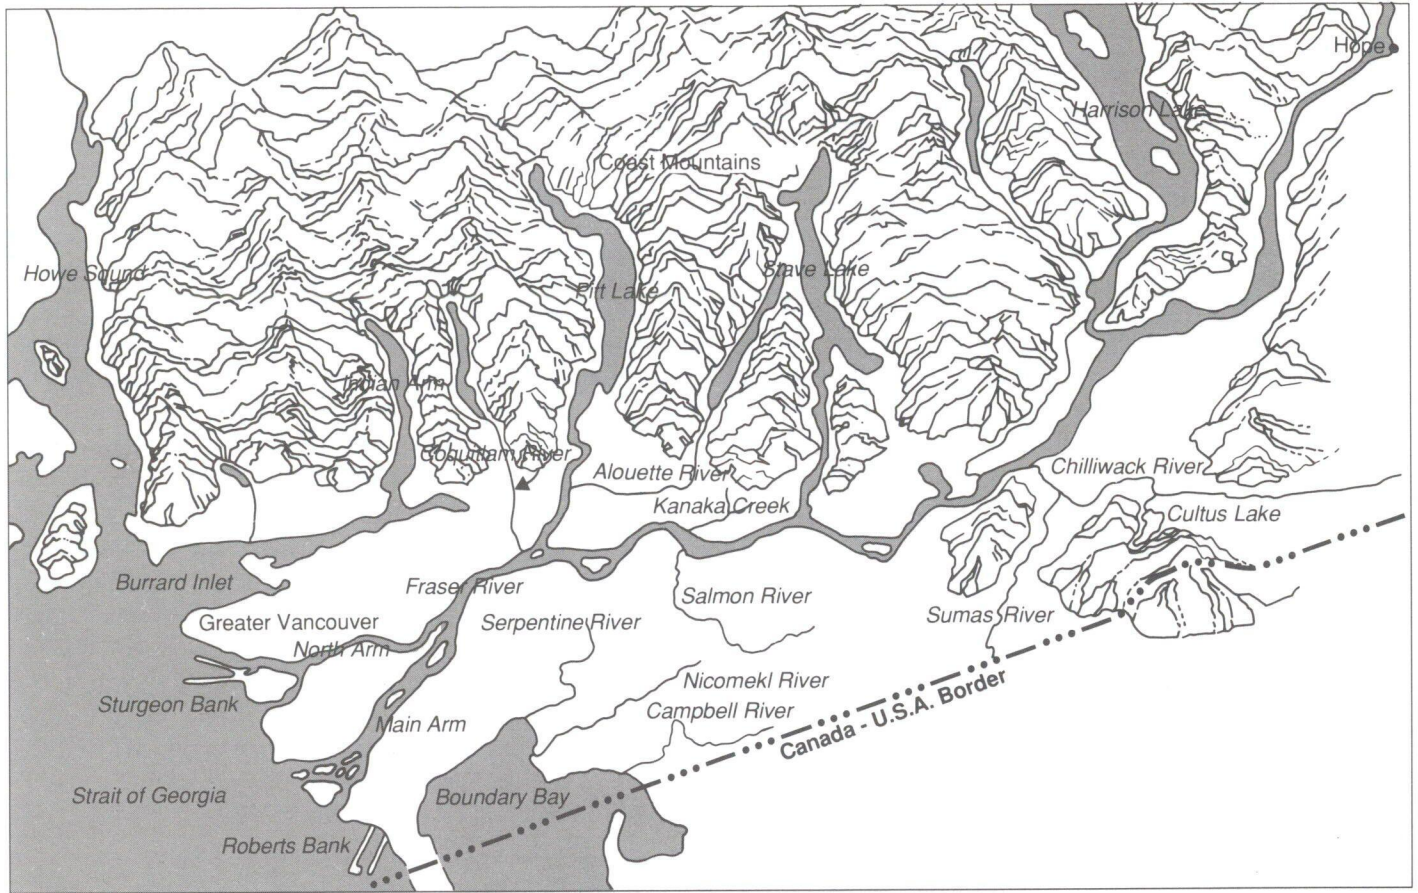 Hope
Harrison Lake
Coast Mountains
Howe Sound
Stave Lake
Pitt Lake
Indian Arm
Coquitlam River
Alouette River
Chilliwack River
Kanaka Creek
Cultus Lake
Burrard Inlet
Fraser River
Salmon River
Greater Vancouver
Serpentine River
Sumas River
North Arm
Nicomekl River
Sturgeon Bank
Campbell River
Main Arm
Canada - U.S.A. Border
Strait of Georgia
Boundary Bay
Roberts Bank